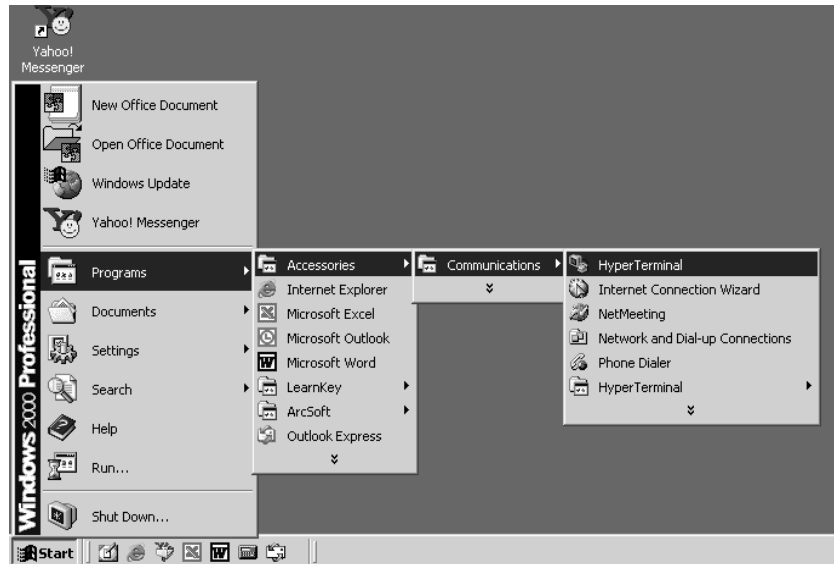 Yahoo!
Messenger
New Office Document
Open Office Document
Windows Update
Yahoo! Messenger
Programs
Documents
Settings
Search
Help
Run...
Shut Down...
Windows 2000 Professional
Accessories
Internet Explorer
Microsoft Excel
Microsoft Outlook
Microsoft Word
LearnKey
ArcSoft
Outlook Express
Communications
HyperTerminal
Internet Connection Wizard
NetMeeting
Network and Dial-up Connections
Phone Dialer
HyperTerminal
Start